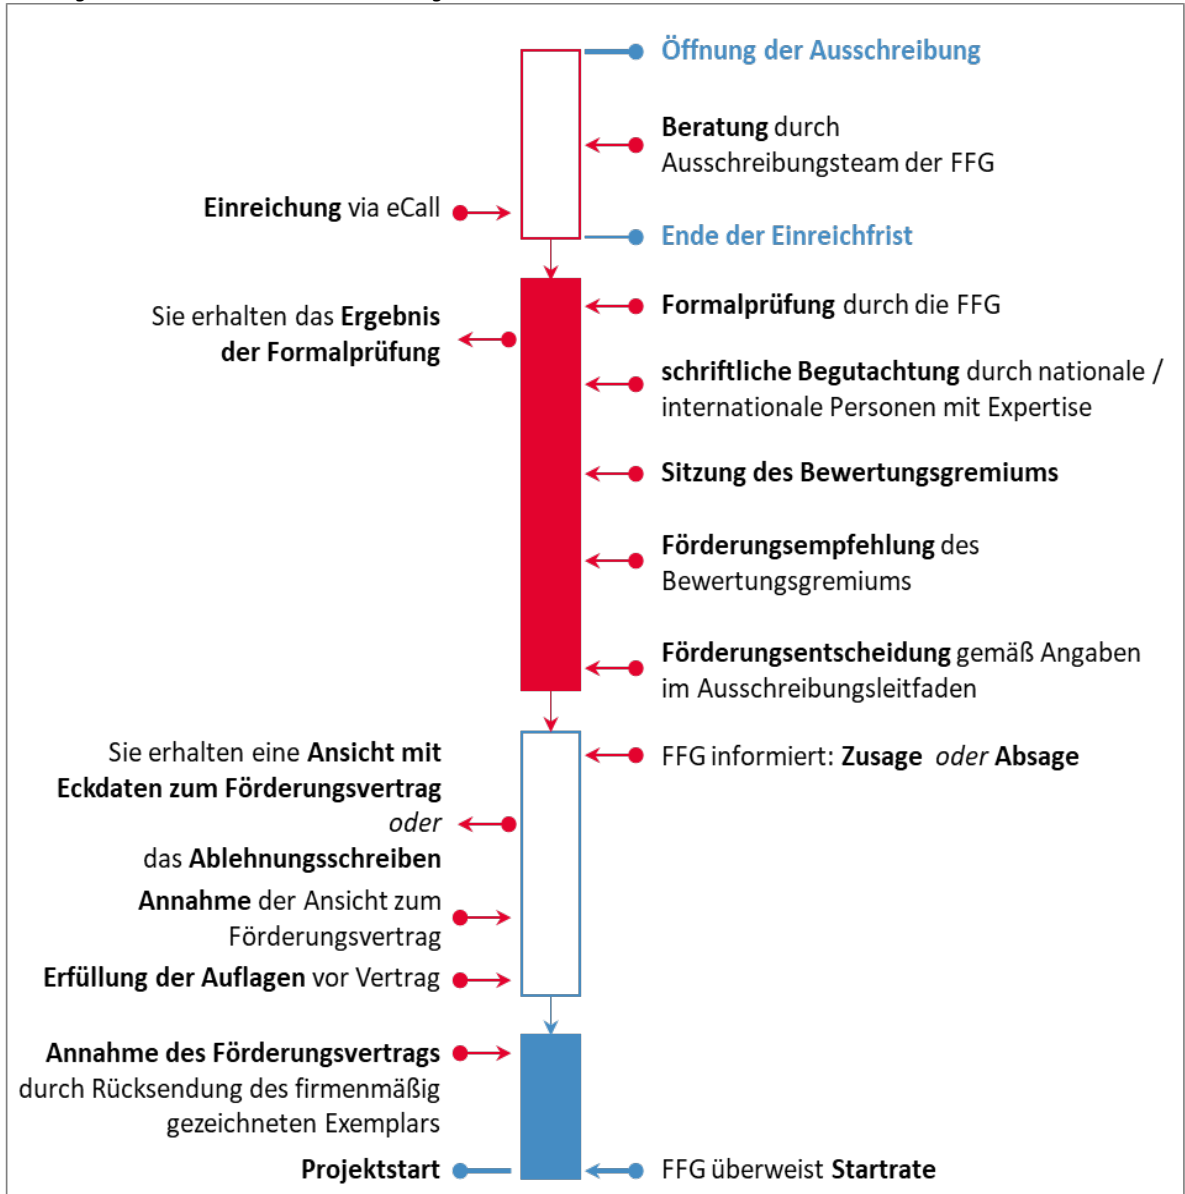 Öffnung der Ausschreibung
Beratung durch
Ausschreibungsteam der FFG
Einreichung via eCall
Ende der Einreichfrist
Formalprüfung durch die FFG
Sie erhalten das Ergebnis
der Formalprüfung
schriftliche Begutachtung durch nationale /
internationale Personen mit Expertise
Sitzung des Bewertungsgremiums
Förderungsempfehlung des
Bewertungsgremiums
Förderungsentscheidung gemäß Angaben
im Ausschreibungsleitfaden
FFG informiert: Zusage oder Absage
Sie erhalten eine Ansicht mit
Eckdaten zum Förderungsvertrag
oder
das Ablehnungsschreiben
Annahme der Ansicht zum
Förderungsvertrag
Erfüllung der Auflagen vor Vertrag
Annahme des Förderungsvertrags
durch Rücksendung des firmenmäßig
gezeichneten Exemplars
Projektstart
FFG überweist Startrate